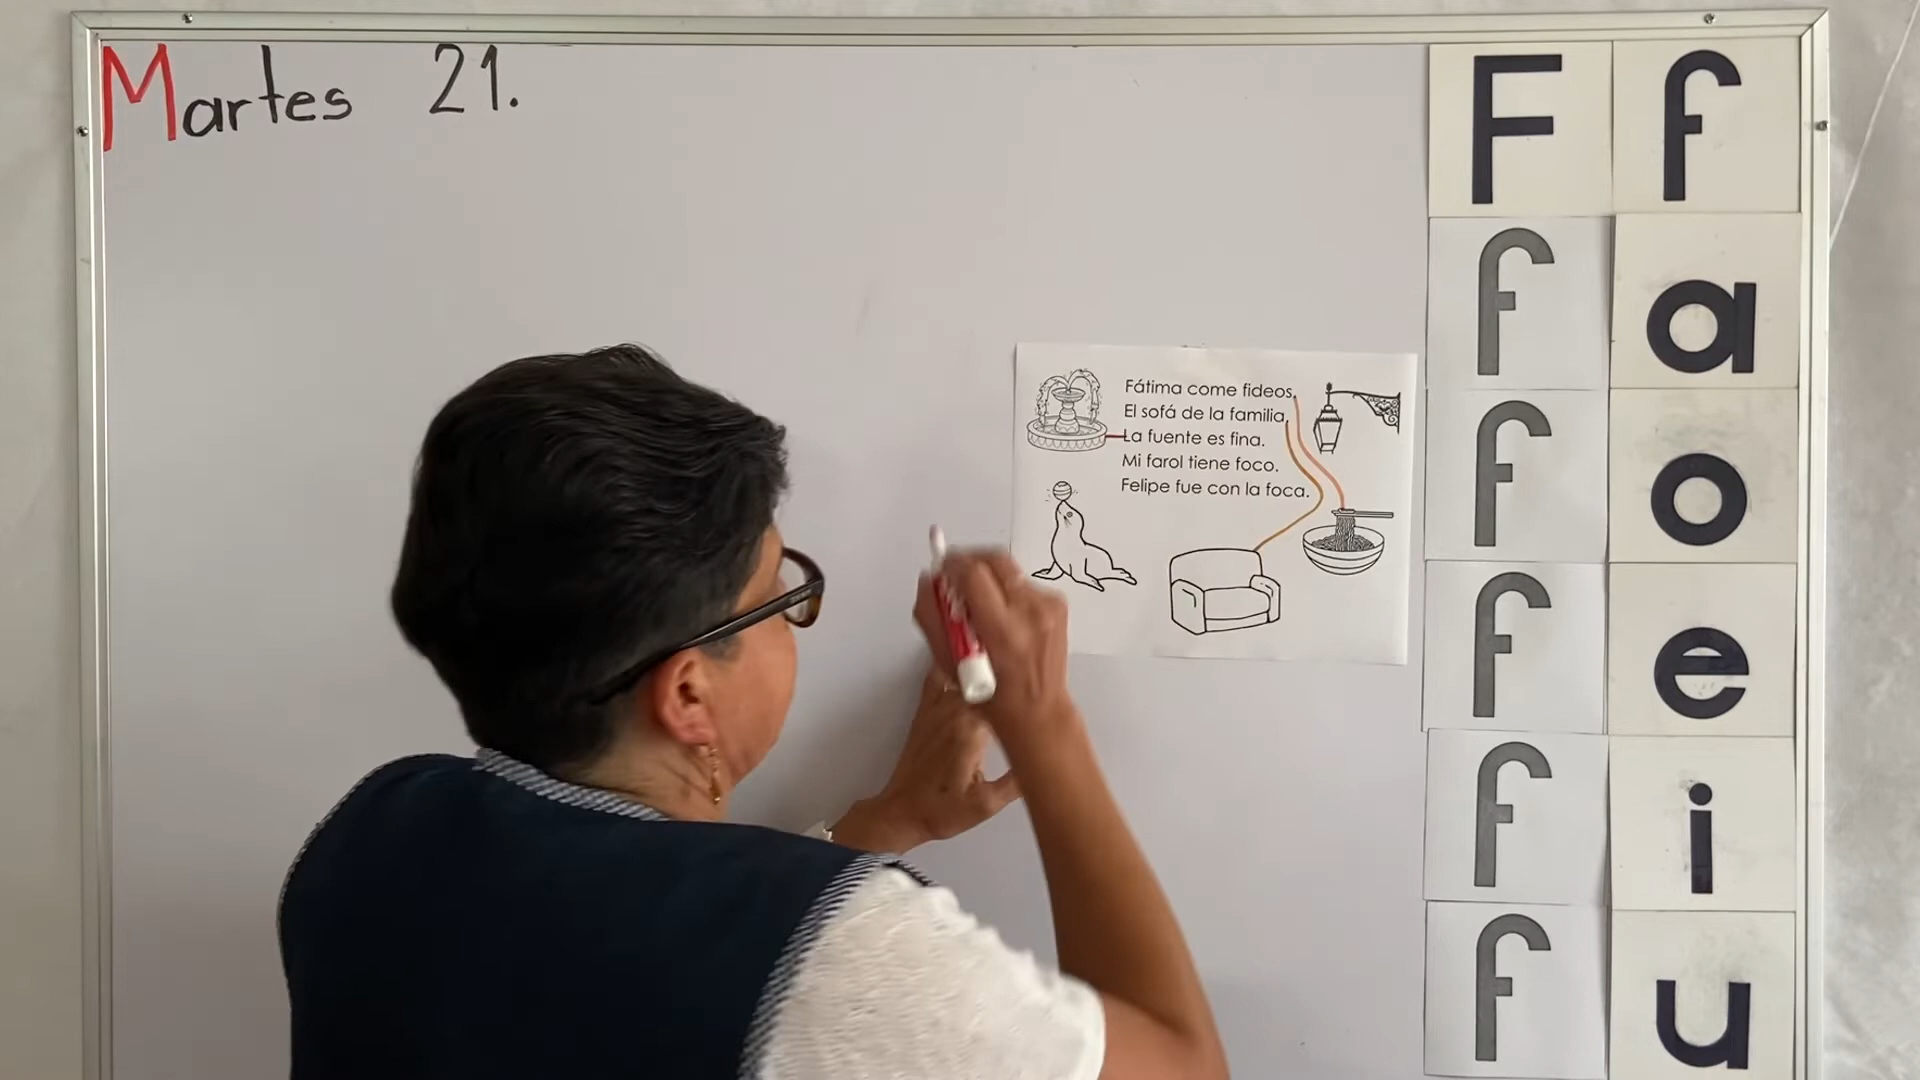 Martes 21.
Fátima come fideos.
El sofá de la familia.
La fuente es fina.
Mi farol tiene foco.
Felipe fue con la foca.
F f
f a
f o
f e
f i
f u